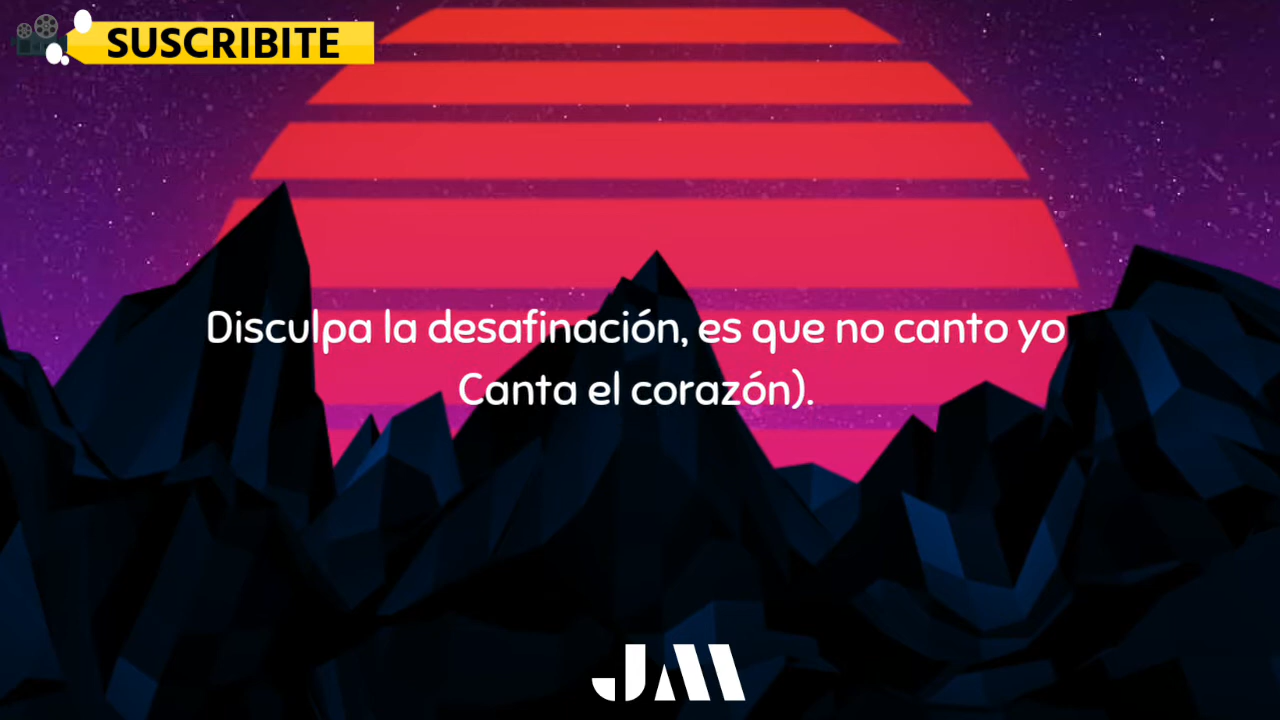 SUSCRIBITE
Disculpa la desafinación, es que no canto yo
Canta el corazón).
JM